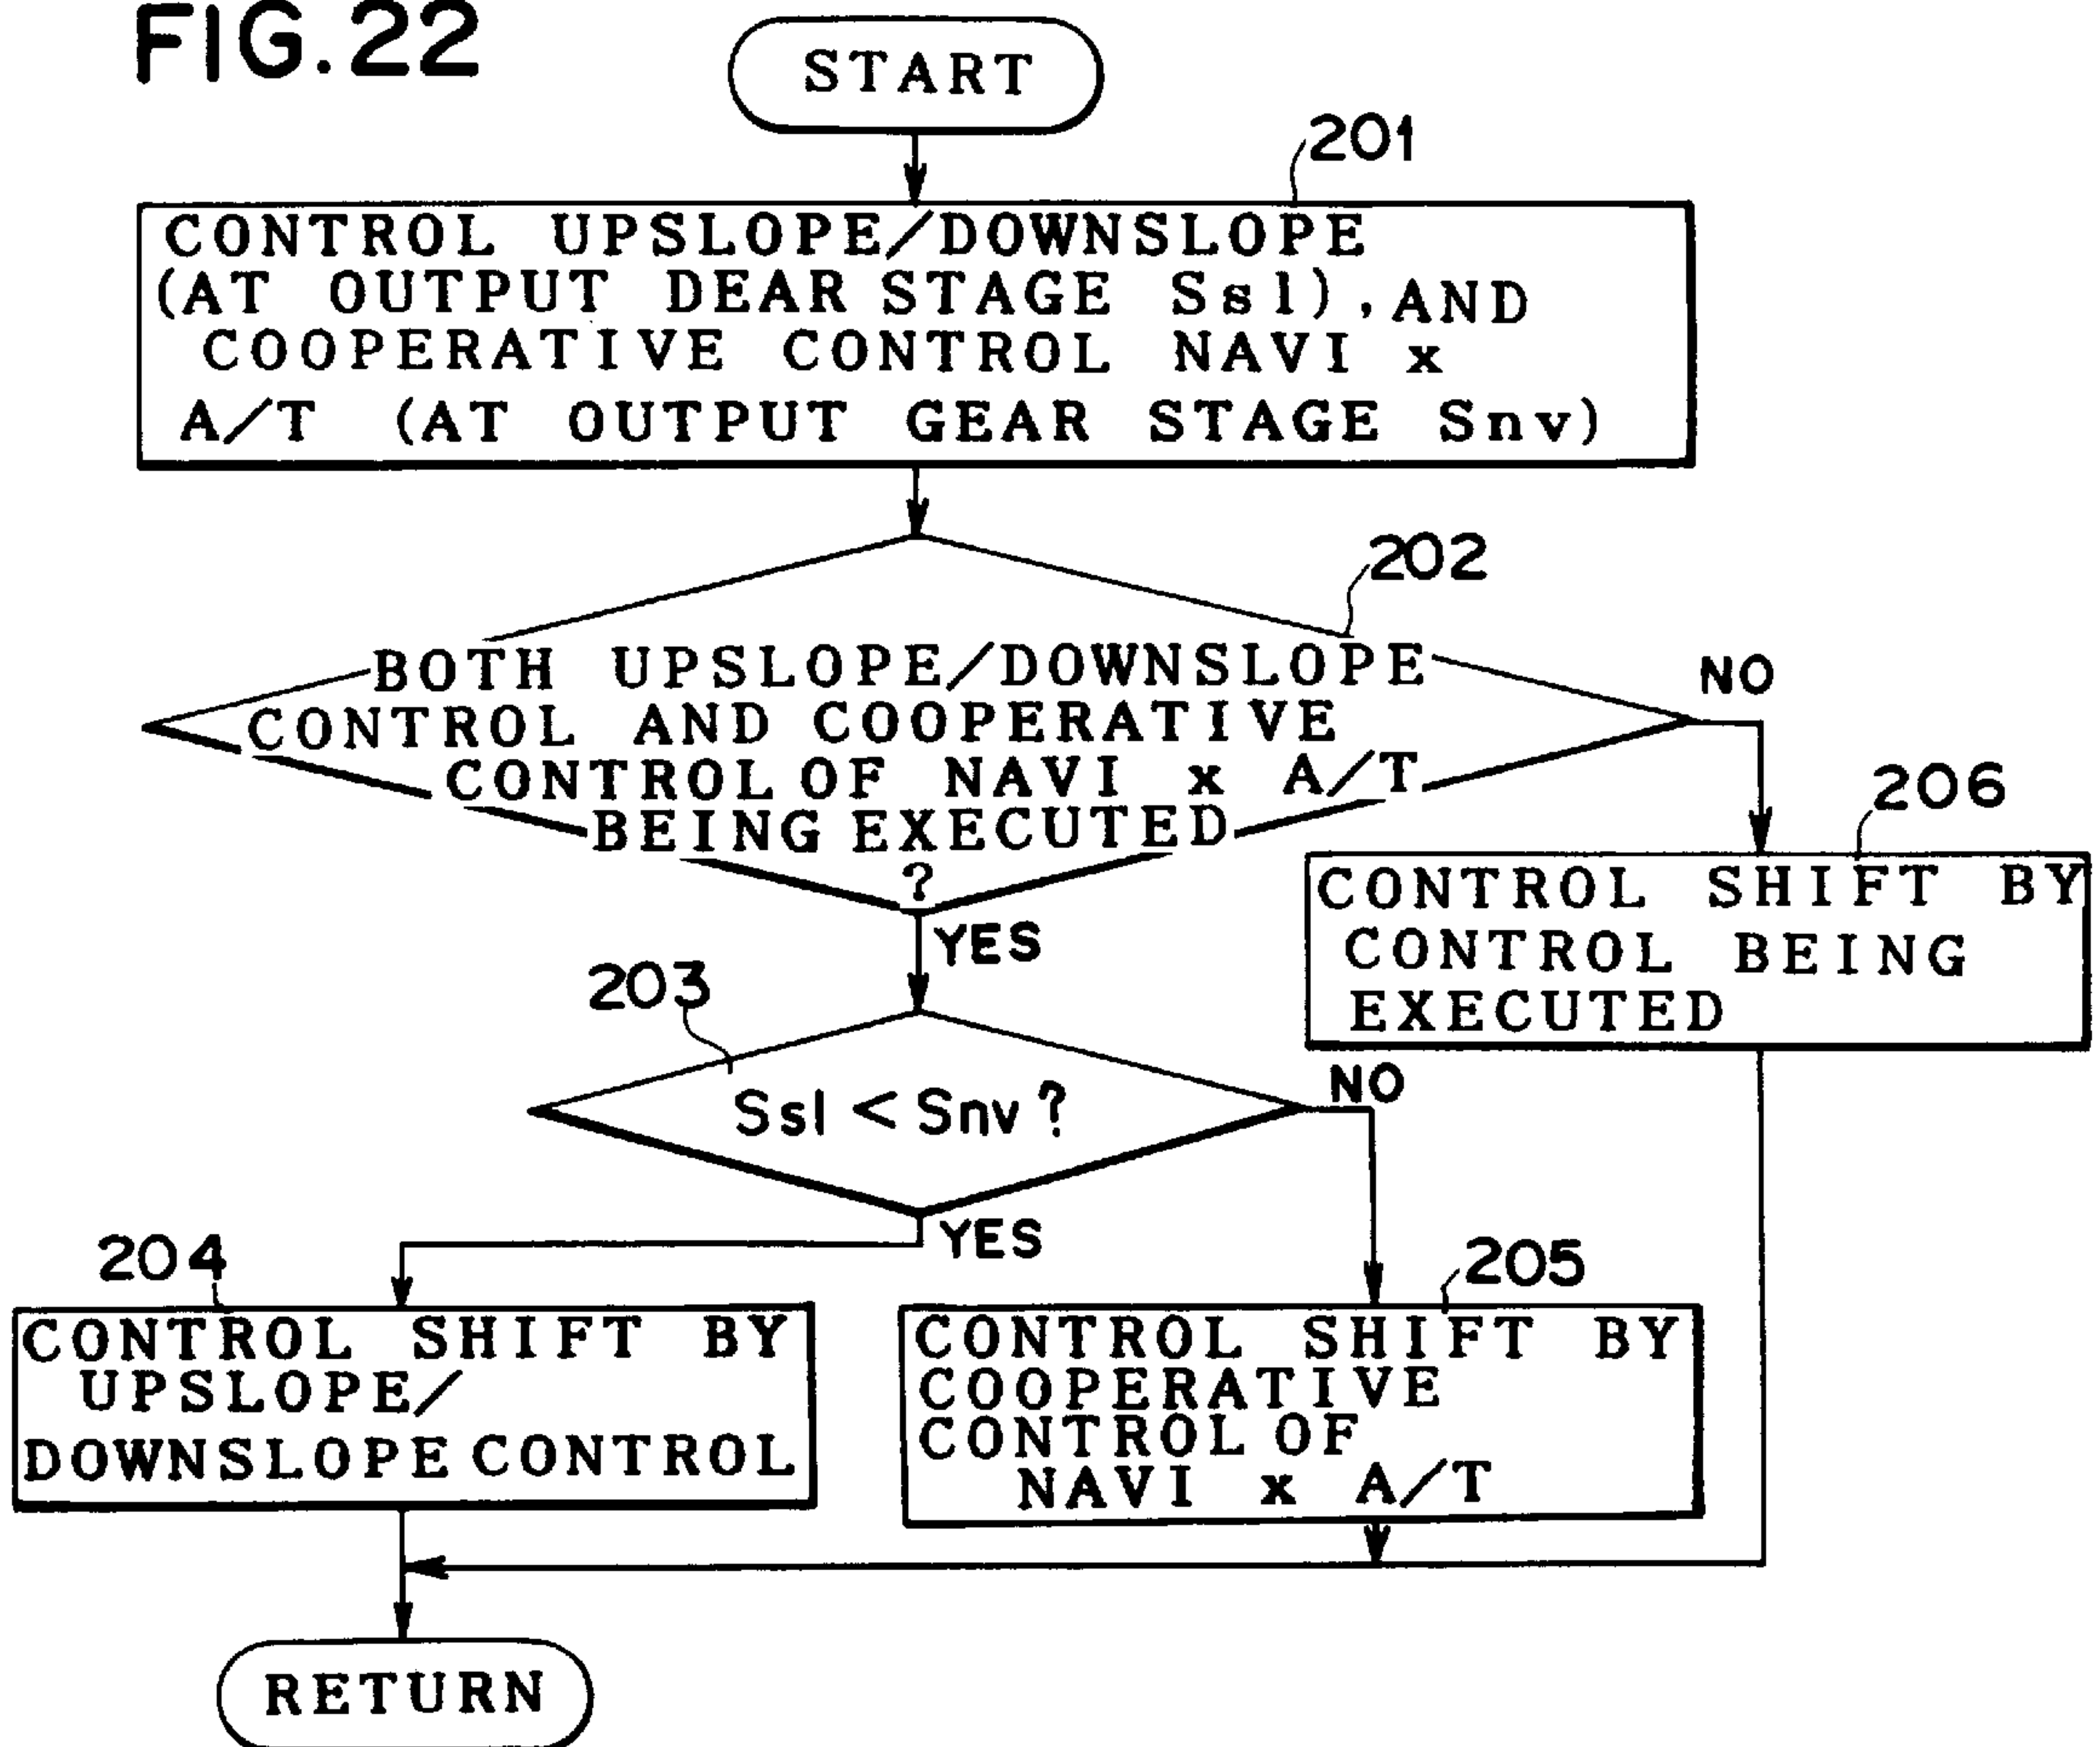 FIG.22
START
201
CONTROL UPSLOPE/DOWNSLOPE
(AT OUTPUT DEAR STAGE Ssl), AND
COOPERATIVE CONTROL NAVI x
A/T (AT OUTPUT GEAR STAGE Snv)
202
BOTH UPSLOPE/DOWNSLOPE
CONTROL AND COOPERATIVE
CONTROL OF NAVI x A/T
BEING EXECUTED
?
NO
YES
206
CONTROL SHIFT BY
CONTROL BEING
EXECUTED
203
Ssl < Snv ?
NO
YES
204
CONTROL SHIFT BY
UPSLOPE/
DOWNSLOPE CONTROL
205
CONTROL SHIFT BY
COOPERATIVE
CONTROL OF
NAVI x A/T
RETURN